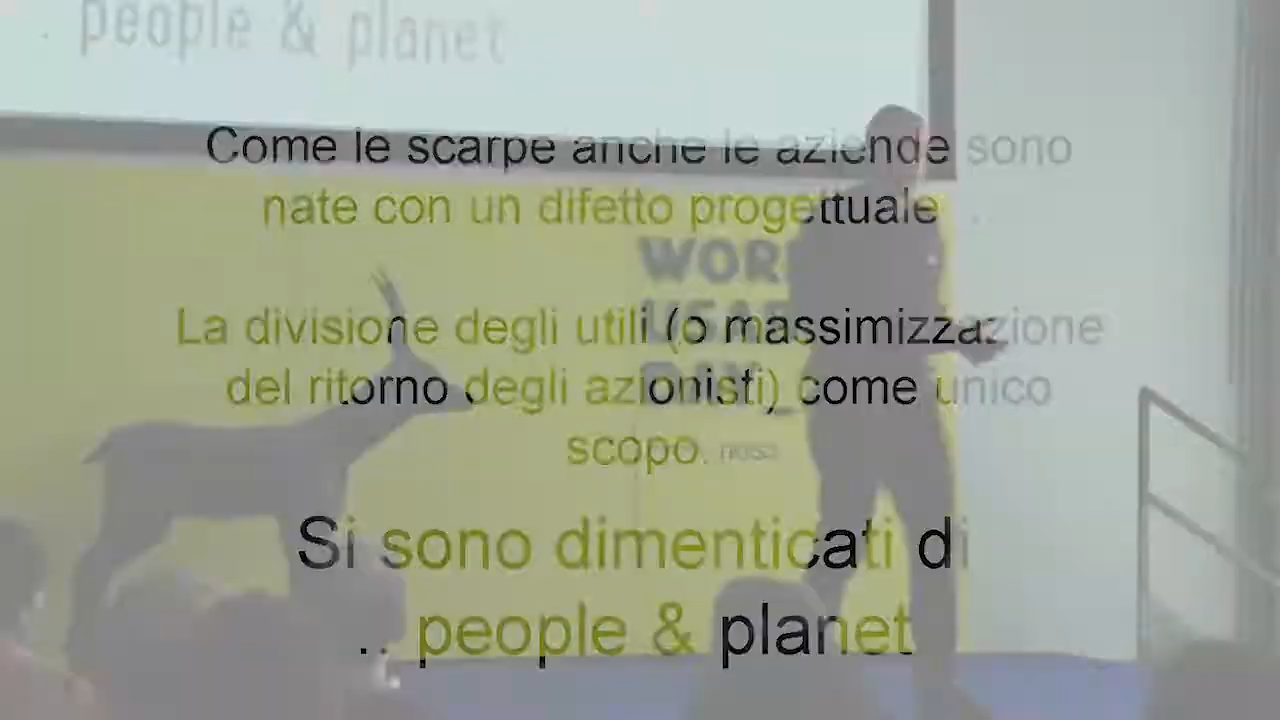 people & planet
Come le scarpe anche le aziende sono
nate con un difetto progettuale ..
La divisione degli utili (o massimizzazione
del ritorno degli azionisti) come unico
scopo.
Si sono dimenticati di
.. people & planet